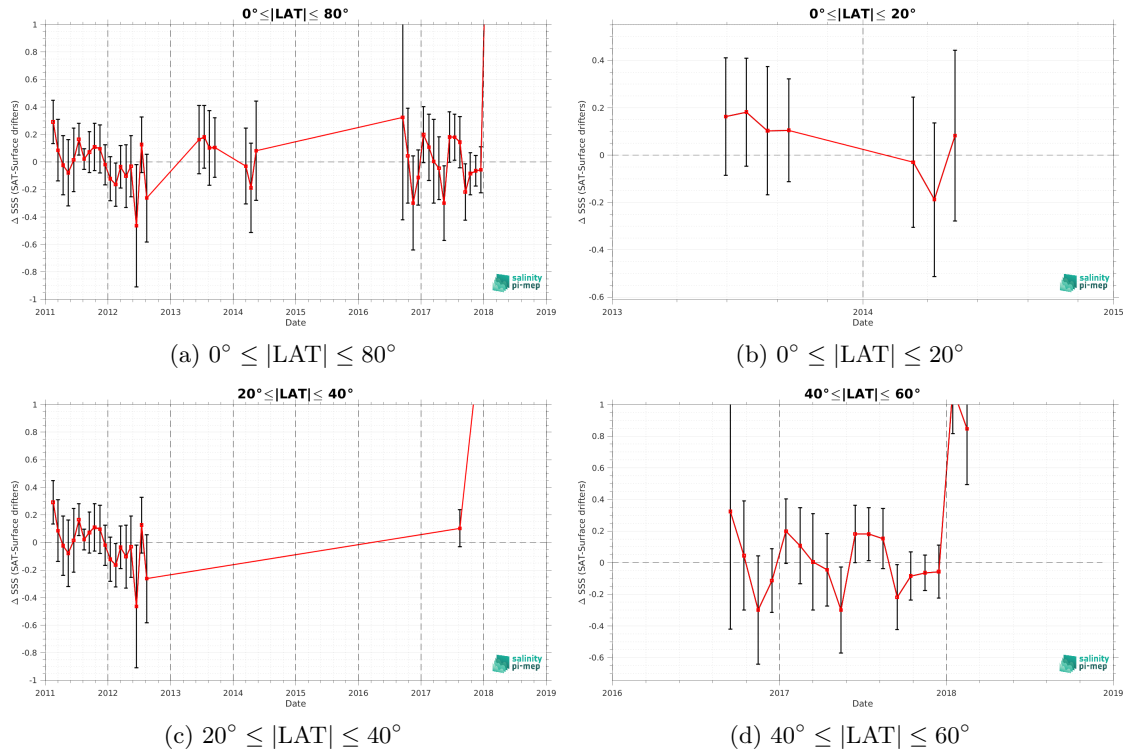 0°≤|LAT|≤ 80°
1
0.8
0.6
0.4
0.2
0
-0.2
-0.4
-0.6
-0.8
-1
Δ SSS (SAT-Surface drifters)
2011 2012 2013 2014 2015 2016 2017 2018 2019
Date
salinity
pi-mep
(a) 0° ≤ |LAT| ≤ 80°
0°≤|LAT|≤ 20°
0.4
0.2
0
-0.2
-0.4
-0.6
Δ SSS (SAT-Surface drifters)
2013 2014 2015
Date
salinity
pi-mep
(b) 0° ≤ |LAT| ≤ 20°
20°≤|LAT|≤ 40°
1
0.8
0.6
0.4
0.2
0
-0.2
-0.4
-0.6
-0.8
-1
Δ SSS (SAT-Surface drifters)
2011 2012 2013 2014 2015 2016 2017 2018 2019
Date
salinity
pi-mep
(c) 20° ≤ |LAT| ≤ 40°
40°≤|LAT|≤ 60°
1
0.8
0.6
0.4
0.2
0
-0.2
-0.4
-0.6
Δ SSS (SAT-Surface drifters)
2016 2017 2018 2019
Date
salinity
pi-mep
(d) 40° ≤ |LAT| ≤ 60°